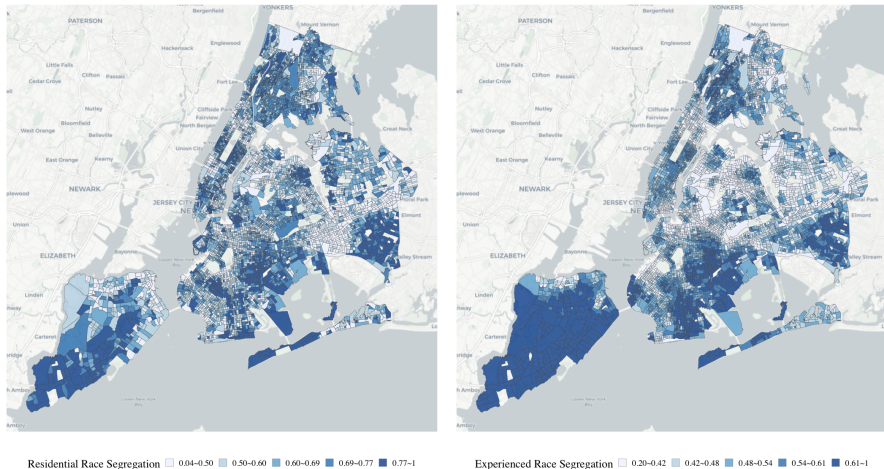 YONKERS
PATERSON
Bergenfield
Mount Vernon
Hackensack
Englewood
Little Falls
Clifton
Passaic
Cedar Grove
Fort Lee
Nutley
Cliffside Park
Bloomfield
Fairview
West Orange
North Bergen
Great Neck
Belleville
East Orange
Kearny
Union City
NEWARK
JERSEY CITY
Floral Park
Elmont
Union
ELIZABETH
Bayonne
Valley Stream
Linden
Carteret
Residential Race Segregation 0.04~0.50 0.50~0.60 0.60~0.69 0.69~0.77 0.77~1
YONKERS
PATERSON
Bergenfield
Mount Vernon
Hackensack
Englewood
Little Falls
Clifton
Passaic
Cedar Grove
Fort Lee
Nutley
Cliffside Park
Bloomfield
Fairview
West Orange
North Bergen
Great Neck
Belleville
East Orange
Kearny
Union City
NEWARK
JERSEY CITY
Elmont
Union
ELIZABETH
Bayonne
Linden
Carteret
Experienced Race Segregation 0.20~0.42 0.42~0.48 0.48~0.54 0.54~0.61 0.61~1